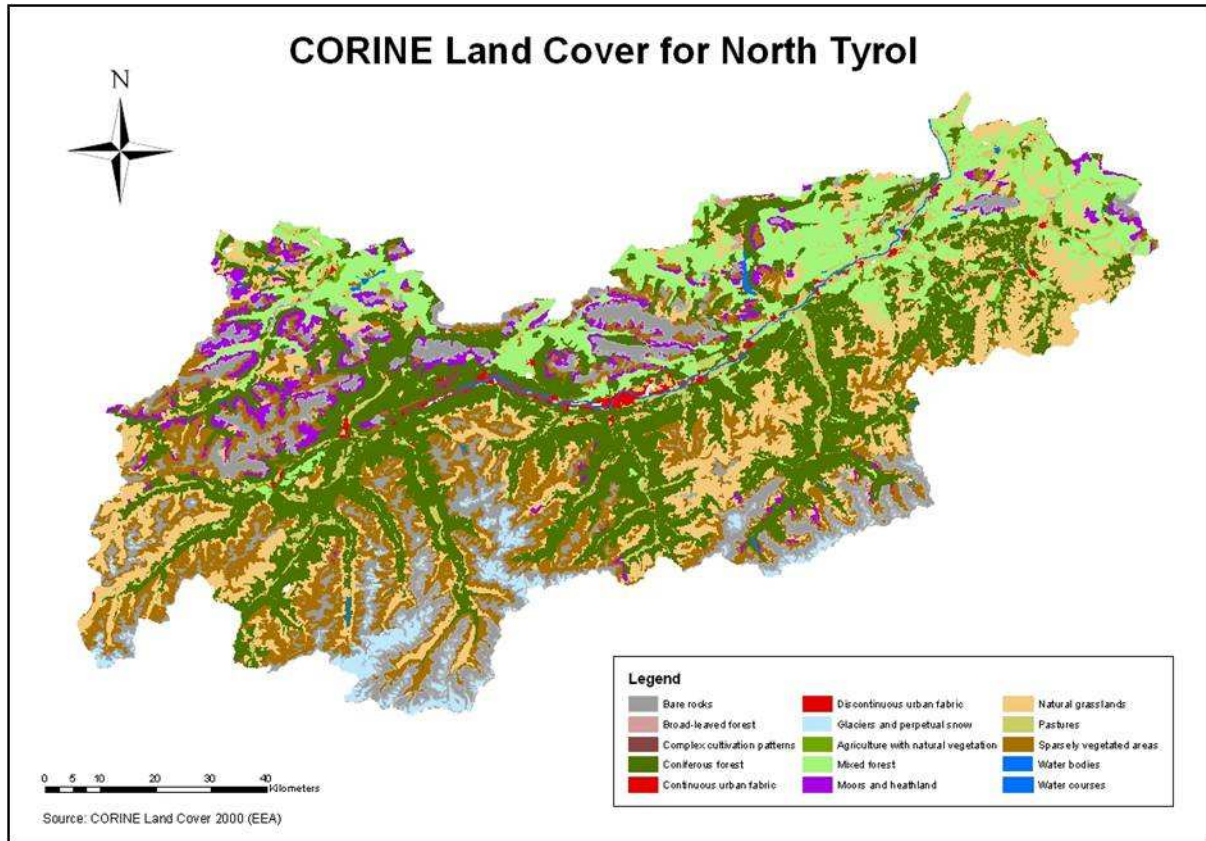 CORINE Land Cover for North Tyrol
N
Legend
Bare rocks
Broad-leaved forest
Complex cultivation patterns
Coniferous forest
Continuous urban fabric
Discontinuous urban fabric
Glaciers and perpetual snow
Agriculture with natural vegetation
Mixed forest
Moors and heathland
Natural grasslands
Pastures
Sparsely vegetated areas
Water bodies
Water courses
0 5 10 20 30 40
Kilometers
Source: CORINE Land Cover 2000 (EEA)